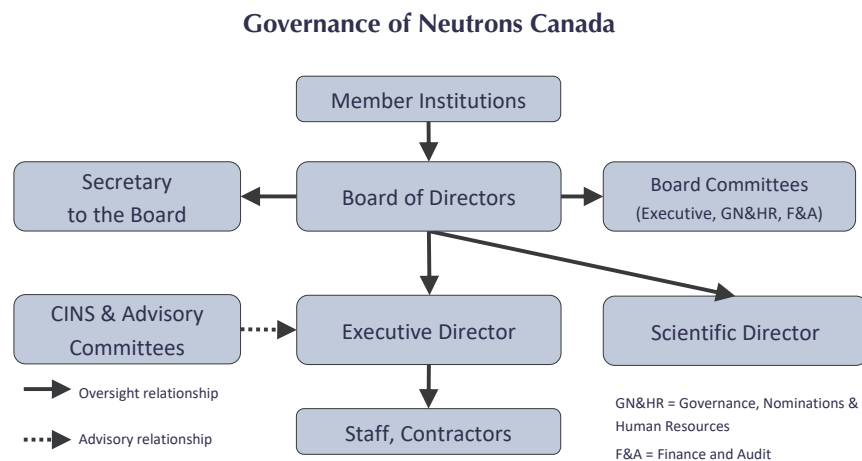 Governance of Neutrons Canada
Member Institutions
Secretary
to the Board
Board of Directors
Board Committees
(Executive, GN&HR, F&A)
CINS & Advisory
Committees
Executive Director
Scientific Director
Oversight relationship
Advisory relationship
Staff, Contractors
GN&HR = Governance, Nominations &
Human Resources
F&A = Finance and Audit